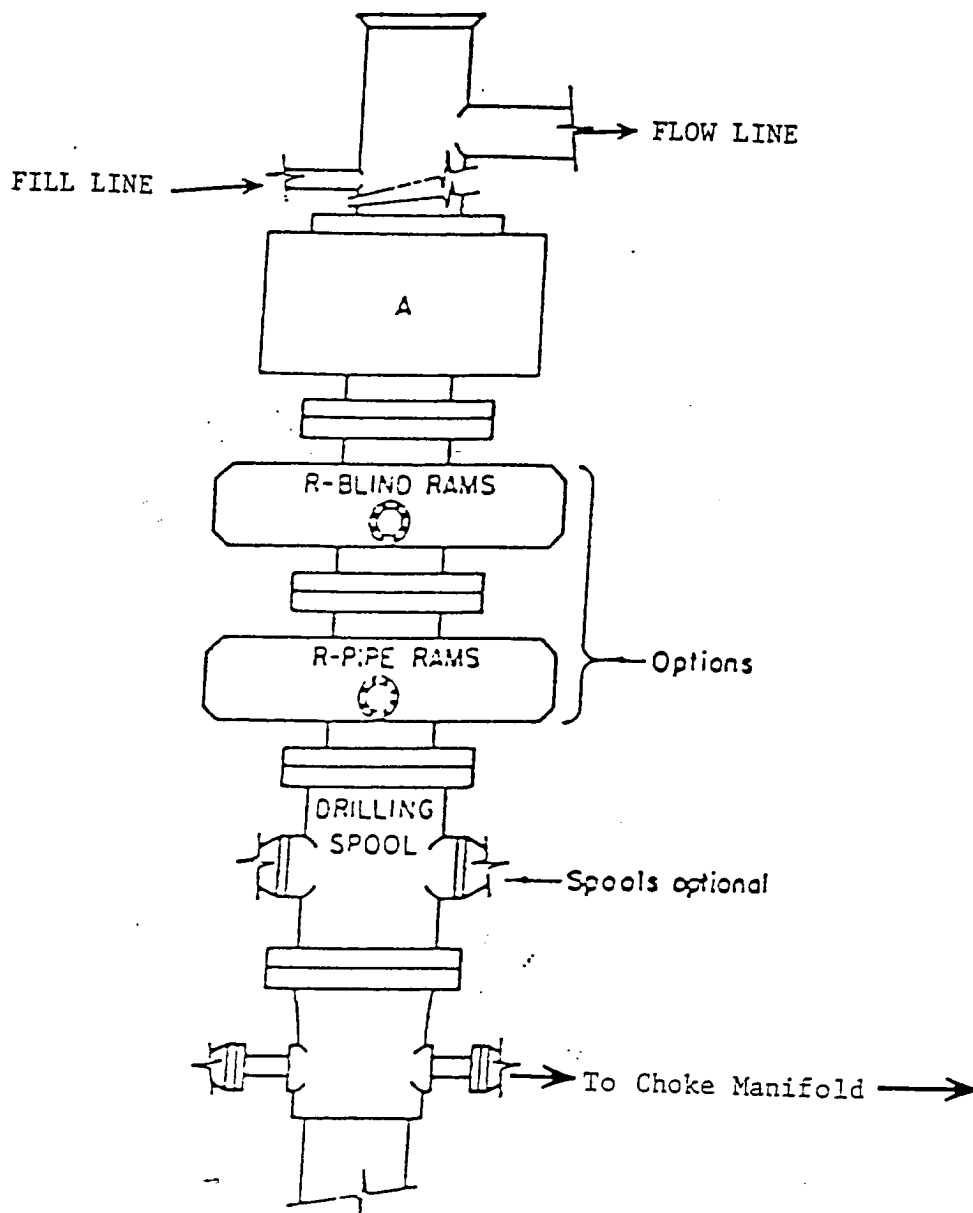 FLOW LINE
FILL LINE
A
R-BLIND RAMS
R-PIPE RAMS
Options
DRILLING
SPOOL
Spools optional
To Choke Manifold